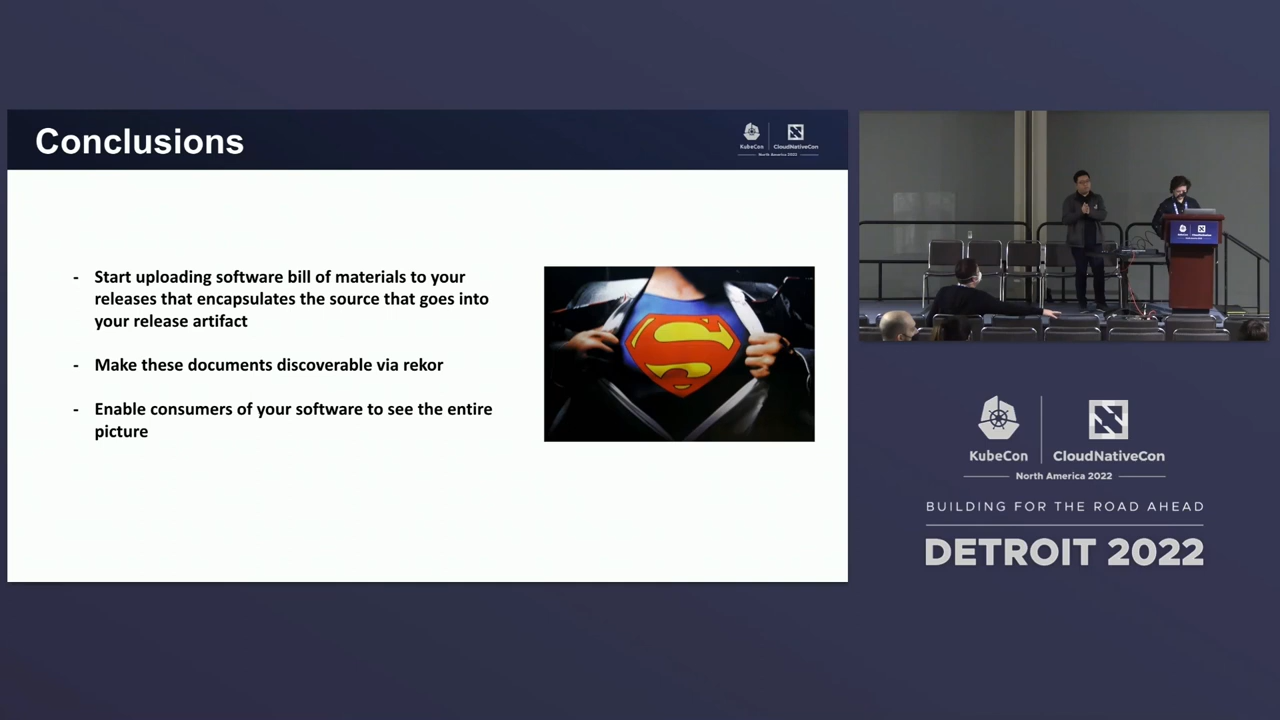 Conclusions
KubeCon
CloudNativeCon
North America 2022
- Start uploading software bill of materials to your
releases that encapsulates the source that goes into
your release artifact
- Make these documents discoverable via rekor
- Enable consumers of your software to see the entire
picture
S
KubeCon
CloudNativeCon
North America 2022
BUILDING FOR THE ROAD AHEAD
DETROIT 2022